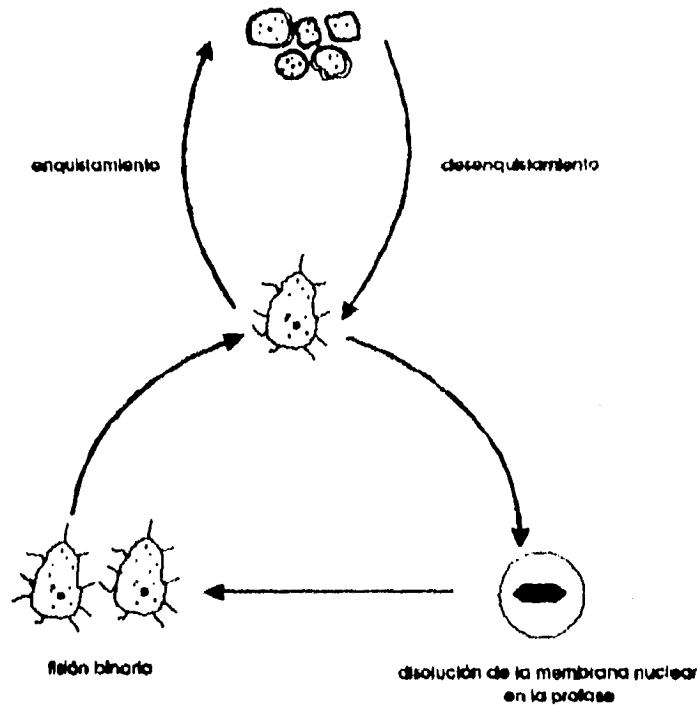 enquistamiento
desenquistamiento
fisión binaria
disolución de la membrana nuclear
en la profase